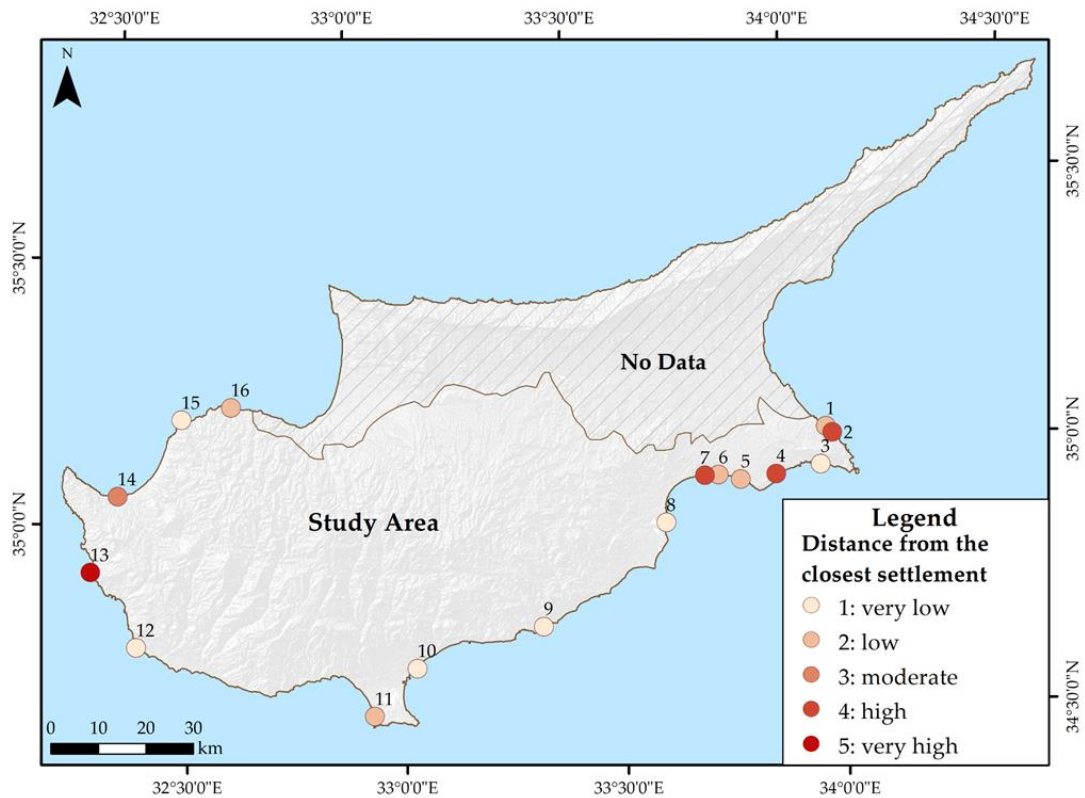 32°30'0"E
33°0'0"E
33°30'0"E
34°0'0"E
34°30'0"E
N
35°30'0"N
35°30'0"N
No Data
15
16
1
2
3
35°0'0"N
7
6
5
4
14
Study Area
8
35°0'0"N
13
12
9
10
11
34°30'0"N
Legend
Distance from the
closest settlement
1: very low
2: low
3: moderate
4: high
5: very high
0 10 20 30
km
32°30'0"E
33°0'0"E
33°30'0"E
34°0'0"E